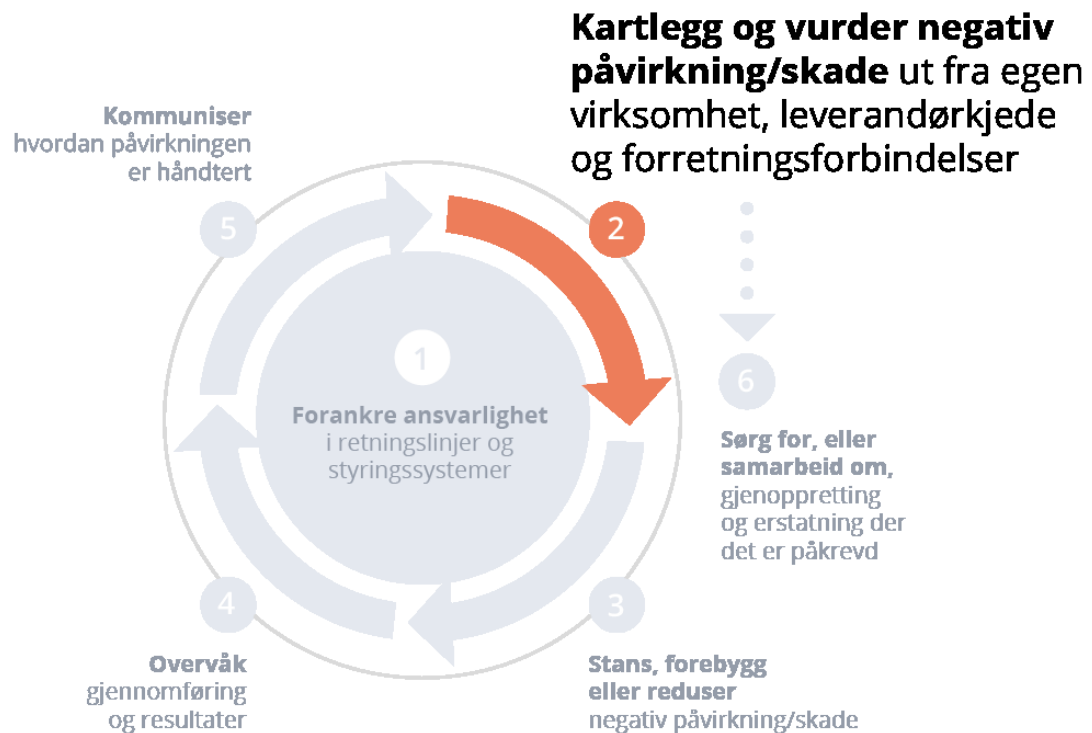 Kartlegg og vurder negativ
påvirkning/skade ut fra egen
virksomhet, leverandørkjede
og forretningsforbindelser
Kommuniser
hvordan påvirkningen
er håndtert
5
2
1
Forankre ansvarlighet
i retningslinjer og
styringssystemer
6
Sørg for, eller
samarbeid om,
gjenoppretting
og erstatning der
det er påkrevd
4
3
Overvåk
gjennomføring
og resultater
Stans, forebygg
eller reduser
negativ påvirkning/skade